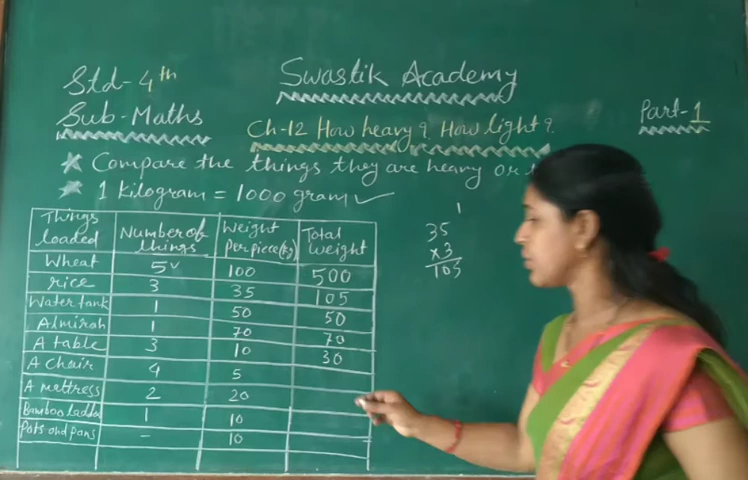 Std-4th
Swastik Academy
Sub-Maths
Ch-12 How heavy?, How light?.
Part-1
* Compare the things they are heavy or
* 1 kilogram = 1000 gram ✓
Things loaded | Number of things | Weight Per piece(kg) | Total weight
Wheat | 5✓ | 100 | 500
rice | 3 | 35 | 105
Water tank | 1 | 50 | 50
Almirah | 1 | 70 | 70
A table | 3 | 10 | 30
A Chair | 4 | 5
A mattress | 2 | 20
Bamboo ladder | 1 | 10
Pots and pans | - | 10
1
35
x3
105